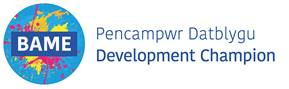 BAME
Pencampwr Datblygu
Development Champion